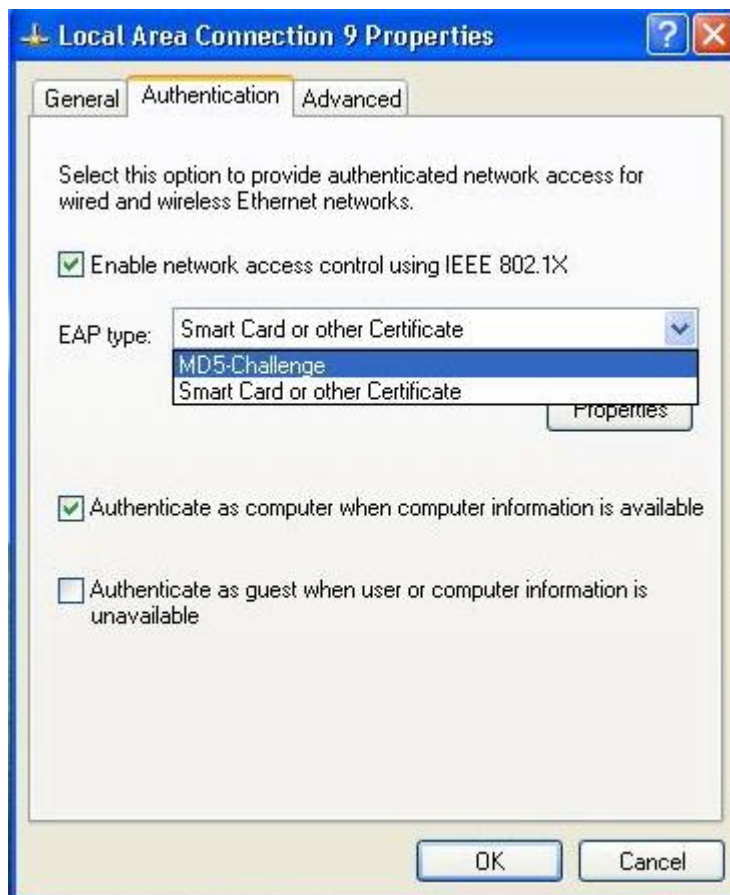 Local Area Connection 9 Properties
General Authentication Advanced
Select this option to provide authenticated network access for
wired and wireless Ethernet networks.
Enable network access control using IEEE 802.1X
EAP type: Smart Card or other Certificate
MD5-Challenge
Smart Card or other Certificate
Properties
Authenticate as computer when computer information is available
Authenticate as guest when user or computer information is
unavailable
OK Cancel